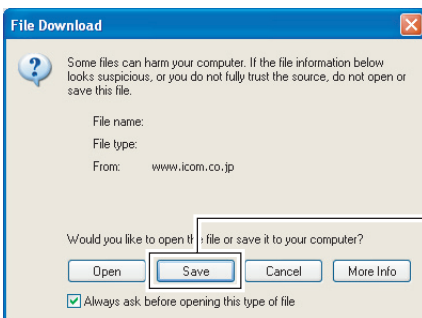 File Download
Some files can harm your computer. If the file information below
looks suspicious, or you do not fully trust the source, do not open or
save this file.
File name:
File type:
From: www.icom.co.jp
Would you like to open the file or save it to your computer?
Open Save Cancel More Info
Always ask before opening this type of file